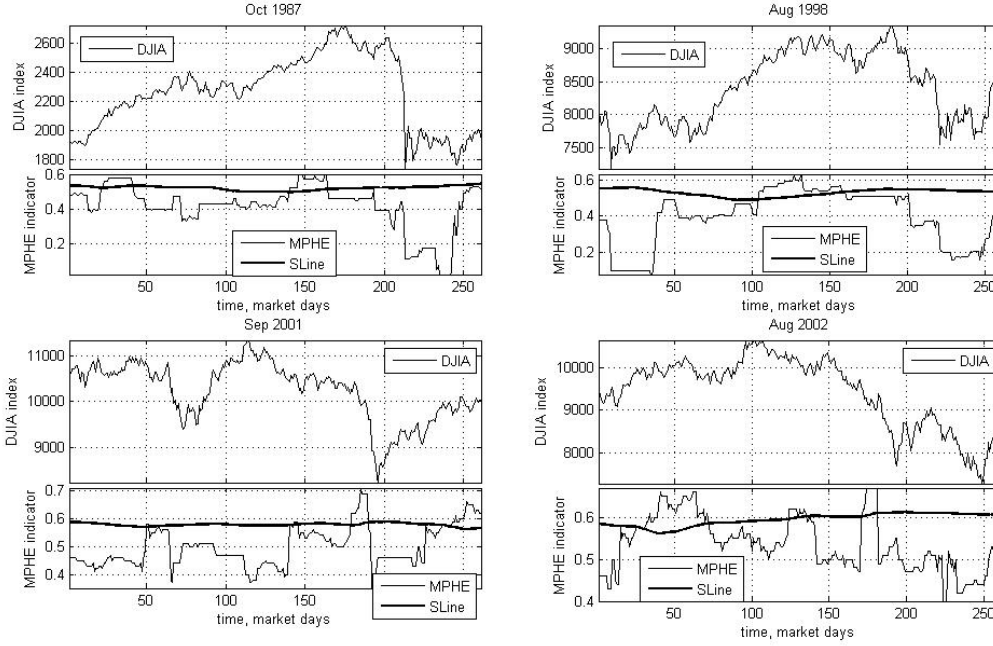 Oct 1987
DJIA index
2600
2400
2200
2000
1800
DJIA
MPHE indicator
0.6
0.4
0.2
MPHE
SLine
50
100
150
200
250
time, market days
Aug 1998
DJIA index
9000
8500
8000
7500
DJIA
MPHE indicator
0.6
0.4
0.2
MPHE
SLine
50
100
150
200
250
time, market days
Sep 2001
DJIA index
11000
10000
9000
DJIA
MPHE indicator
0.7
0.6
0.5
0.4
MPHE
SLine
50
100
150
200
250
time, market days
Aug 2002
DJIA index
10000
9000
8000
DJIA
MPHE indicator
0.6
0.5
0.4
MPHE
SLine
50
100
150
200
250
time, market days